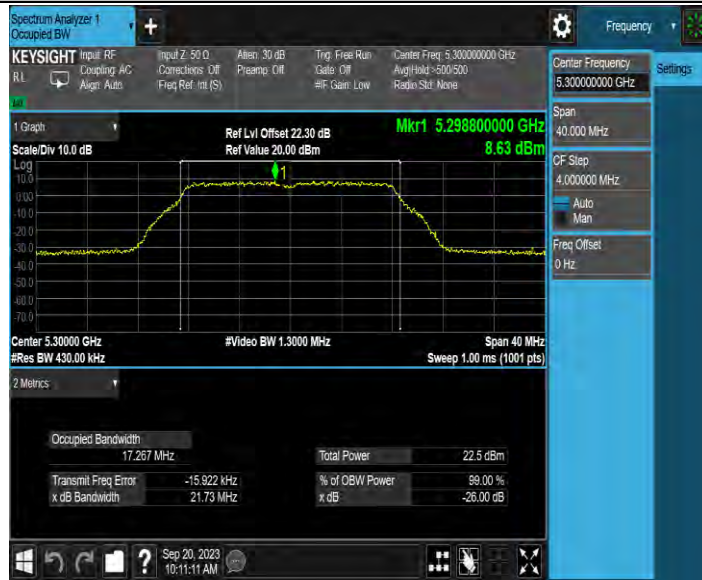 Spectrum Analyzer 1
Occupied BW
+
Frequency
KEYSIGHT Input: RF
RL
Coupling: AC
Align: Auto
Input Z: 50 Ω
Corrections: Off
Freq Ref: Int (S)
Atten: 30 dB
Preamp: Off
Trig: Free Run
Gate: Off
#IF Gain: Low
Center Freq: 5.300000000 GHz
Avg|Hold: >500/500
Radio Std: None
Center Frequency
5.300000000 GHz
Settings
Span
40.000 MHz
CF Step
4.000000 MHz
Auto
Man
Freq Offset
0 Hz
1 Graph
Scale/Div 10.0 dB
Ref Lvl Offset 22.30 dB
Ref Value 20.00 dBm
Mkr1 5.298800000 GHz
8.63 dBm
Log
10.0
0.00
-10.0
-20.0
-30.0
-40.0
-50.0
-60.0
-70.0
1
Center 5.30000 GHz
#Res BW 430.00 kHz
#Video BW 1.3000 MHz
Span 40 MHz
Sweep 1.00 ms (1001 pts)
2 Metrics
Occupied Bandwidth
17.267 MHz
Total Power 22.5 dBm
Transmit Freq Error -15.922 kHz
% of OBW Power 99.00 %
x dB Bandwidth 21.73 MHz
x dB -26.00 dB
?
Sep 20, 2023
10:11:11 AM